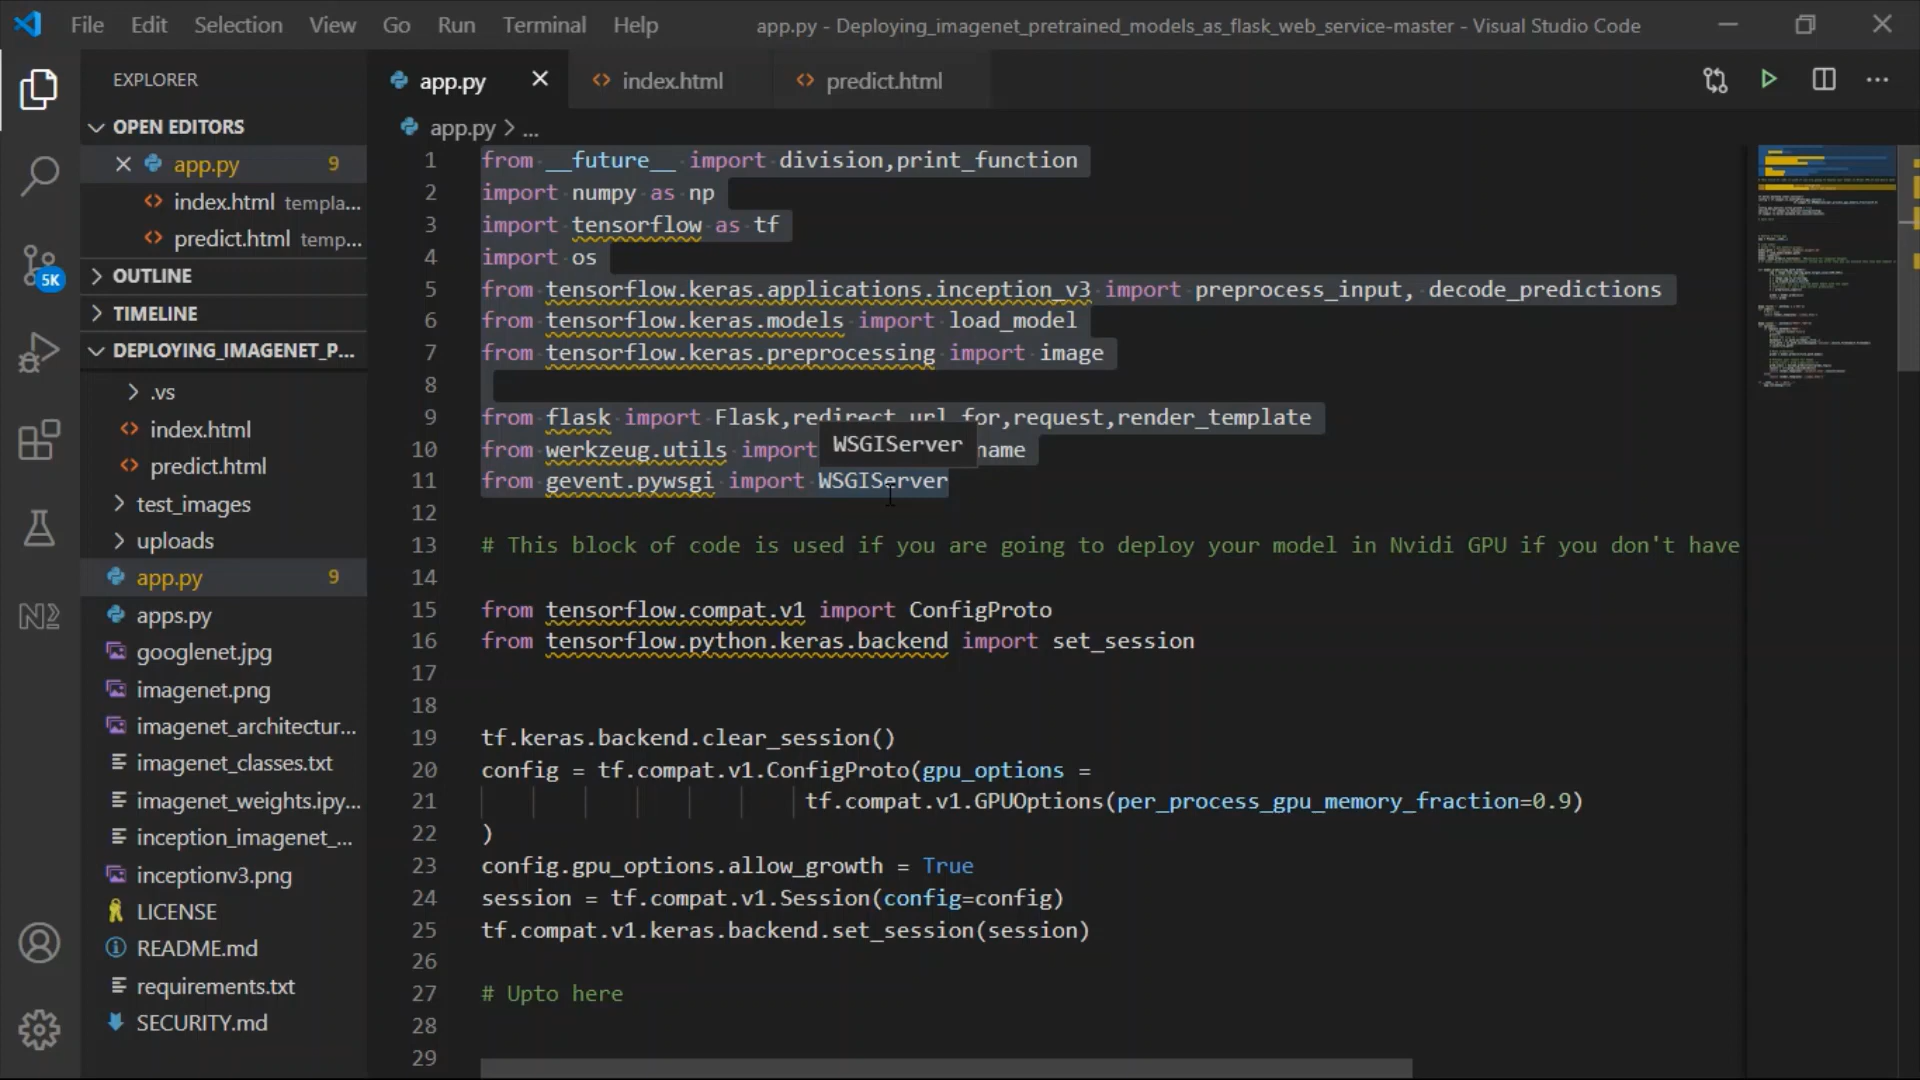 File Edit Selection View Go Run Terminal Help app.py - Deploying_imagenet_pretrained_models_as_flask_web_service-master - Visual Studio Code
EXPLORER
OPEN EDITORS
app.py 9
index.html templa...
predict.html temp...
OUTLINE
TIMELINE
DEPLOYING_IMAGENET_P...
.vs
index.html
predict.html
test_images
uploads
app.py 9
apps.py
googlenet.jpg
imagenet.png
imagenet_architectur...
imagenet_classes.txt
imagenet_weights.ipy...
inception_imagenet_...
inceptionv3.png
LICENSE
README.md
requirements.txt
SECURITY.md
5K
app.py index.html predict.html
app.py > ...
1 from __future__ import division,print_function
2 import numpy as np
3 import tensorflow as tf
4 import os
5 from tensorflow.keras.applications.inception_v3 import preprocess_input, decode_predictions
6 from tensorflow.keras.models import load_model
7 from tensorflow.keras.preprocessing import image
8
9 from flask import Flask,redirect,url_for,request,render_template
WSGIServer
10 from werkzeug.utils import name
11 from gevent.pywsgi import WSGIServer
12
13 # This block of code is used if you are going to deploy your model in Nvidi GPU if you don't have
14
15 from tensorflow.compat.v1 import ConfigProto
16 from tensorflow.python.keras.backend import set_session
17
18
19 tf.keras.backend.clear_session()
20 config = tf.compat.v1.ConfigProto(gpu_options =
21 tf.compat.v1.GPUOptions(per_process_gpu_memory_fraction=0.9)
22 )
23 config.gpu_options.allow_growth = True
24 session = tf.compat.v1.Session(config=config)
25 tf.compat.v1.keras.backend.set_session(session)
26
27 # Upto here
28
29